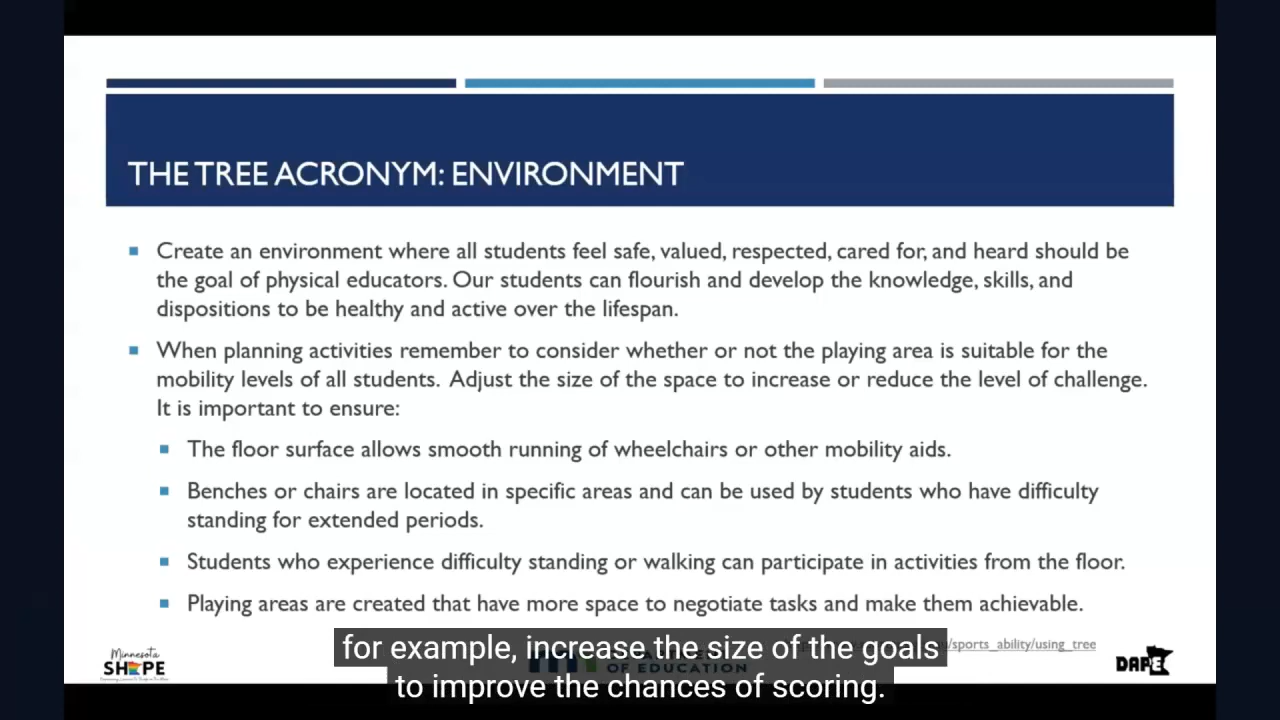 THE TREE ACRONYM: ENVIRONMENT
Create an environment where all students feel safe, valued, respected, cared for, and heard should be
the goal of physical educators. Our students can flourish and develop the knowledge, skills, and
dispositions to be healthy and active over the lifespan.
When planning activities remember to consider whether or not the playing area is suitable for the
mobility levels of all students. Adjust the size of the space to increase or reduce the level of challenge.
It is important to ensure:
The floor surface allows smooth running of wheelchairs or other mobility aids.
Benches or chairs are located in specific areas and can be used by students who have difficulty
standing for extended periods.
Students who experience difficulty standing or walking can participate in activities from the floor.
Playing areas are created that have more space to negotiate tasks and make them achievable.
/sports_ability/using_tree
Minnesota
SHAPE
OF EDUCATION
DAPE
for example, increase the size of the goals
to improve the chances of scoring.